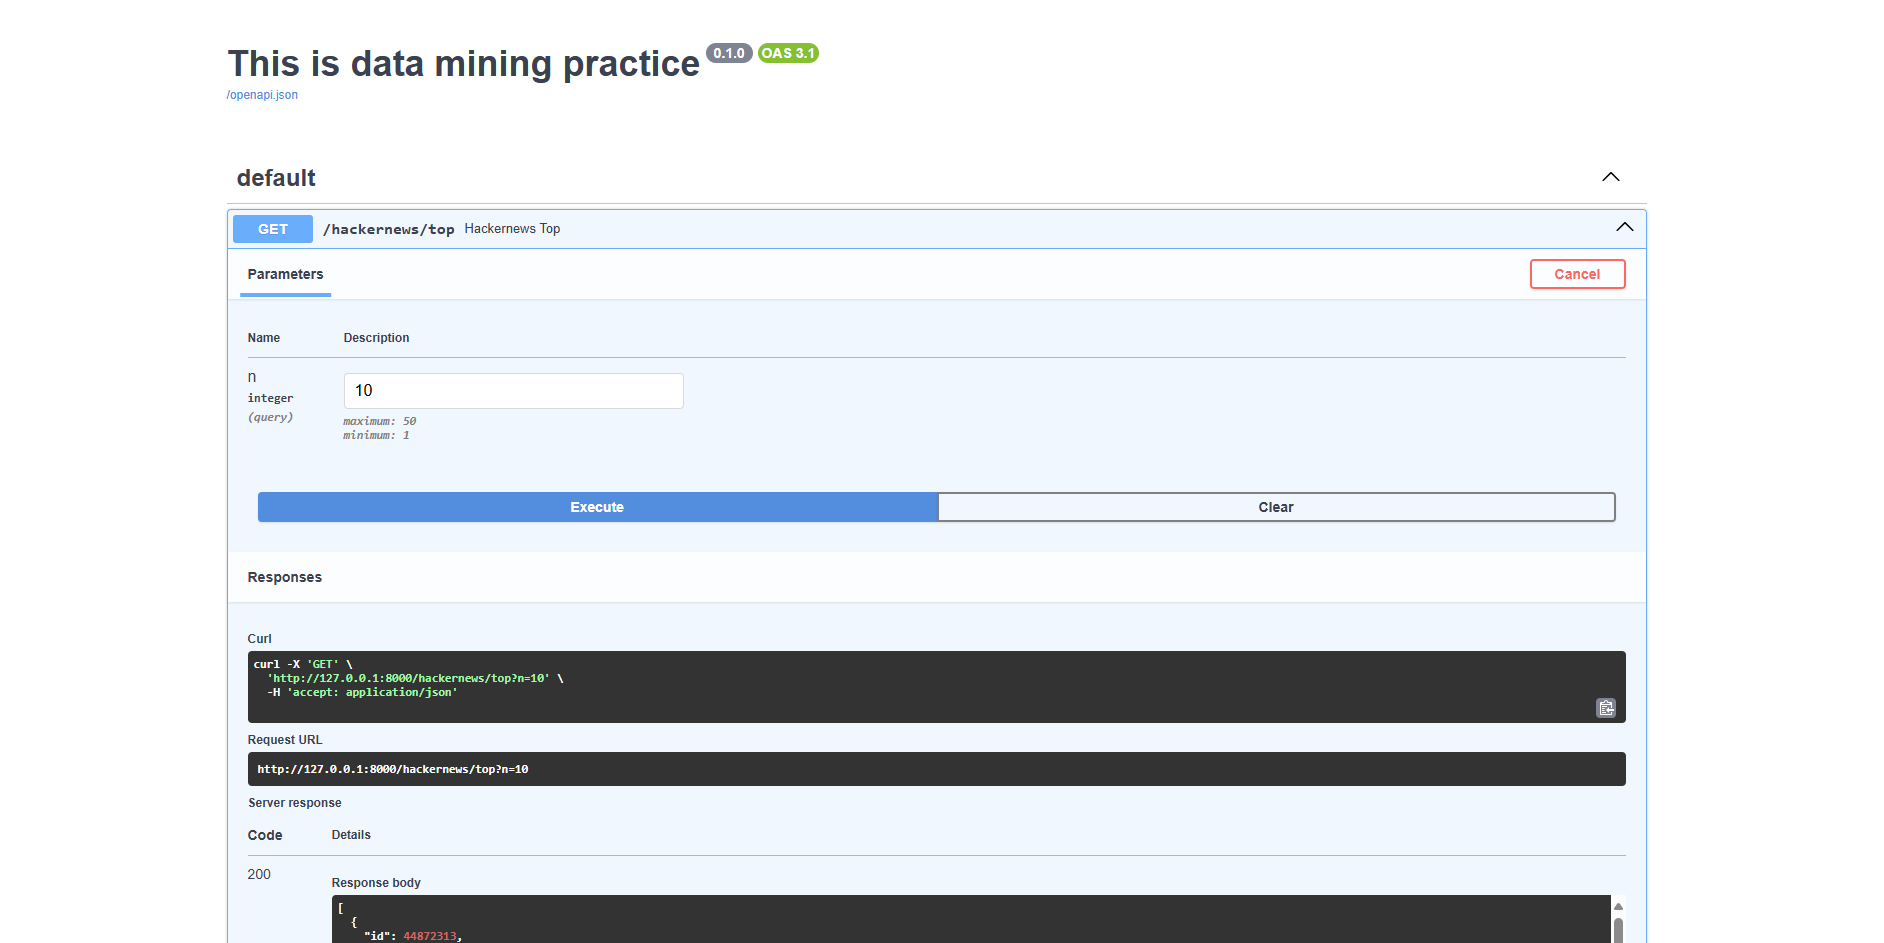 This is data mining practice 0.1.0 OAS 3.1
/openapi.json
default
GET /hackernews/top Hackernews Top
Parameters Cancel
Name Description
n
10
integer
(query)
maximum: 50
minimum: 1
Execute Clear
Responses
Curl
curl -X 'GET' \
'http://127.0.0.1:8000/hackernews/top?n=10' \
-H 'accept: application/json'
Request URL
http://127.0.0.1:8000/hackernews/top?n=10
Server response
Code Details
200
Response body
[
{
"id": 44872313,